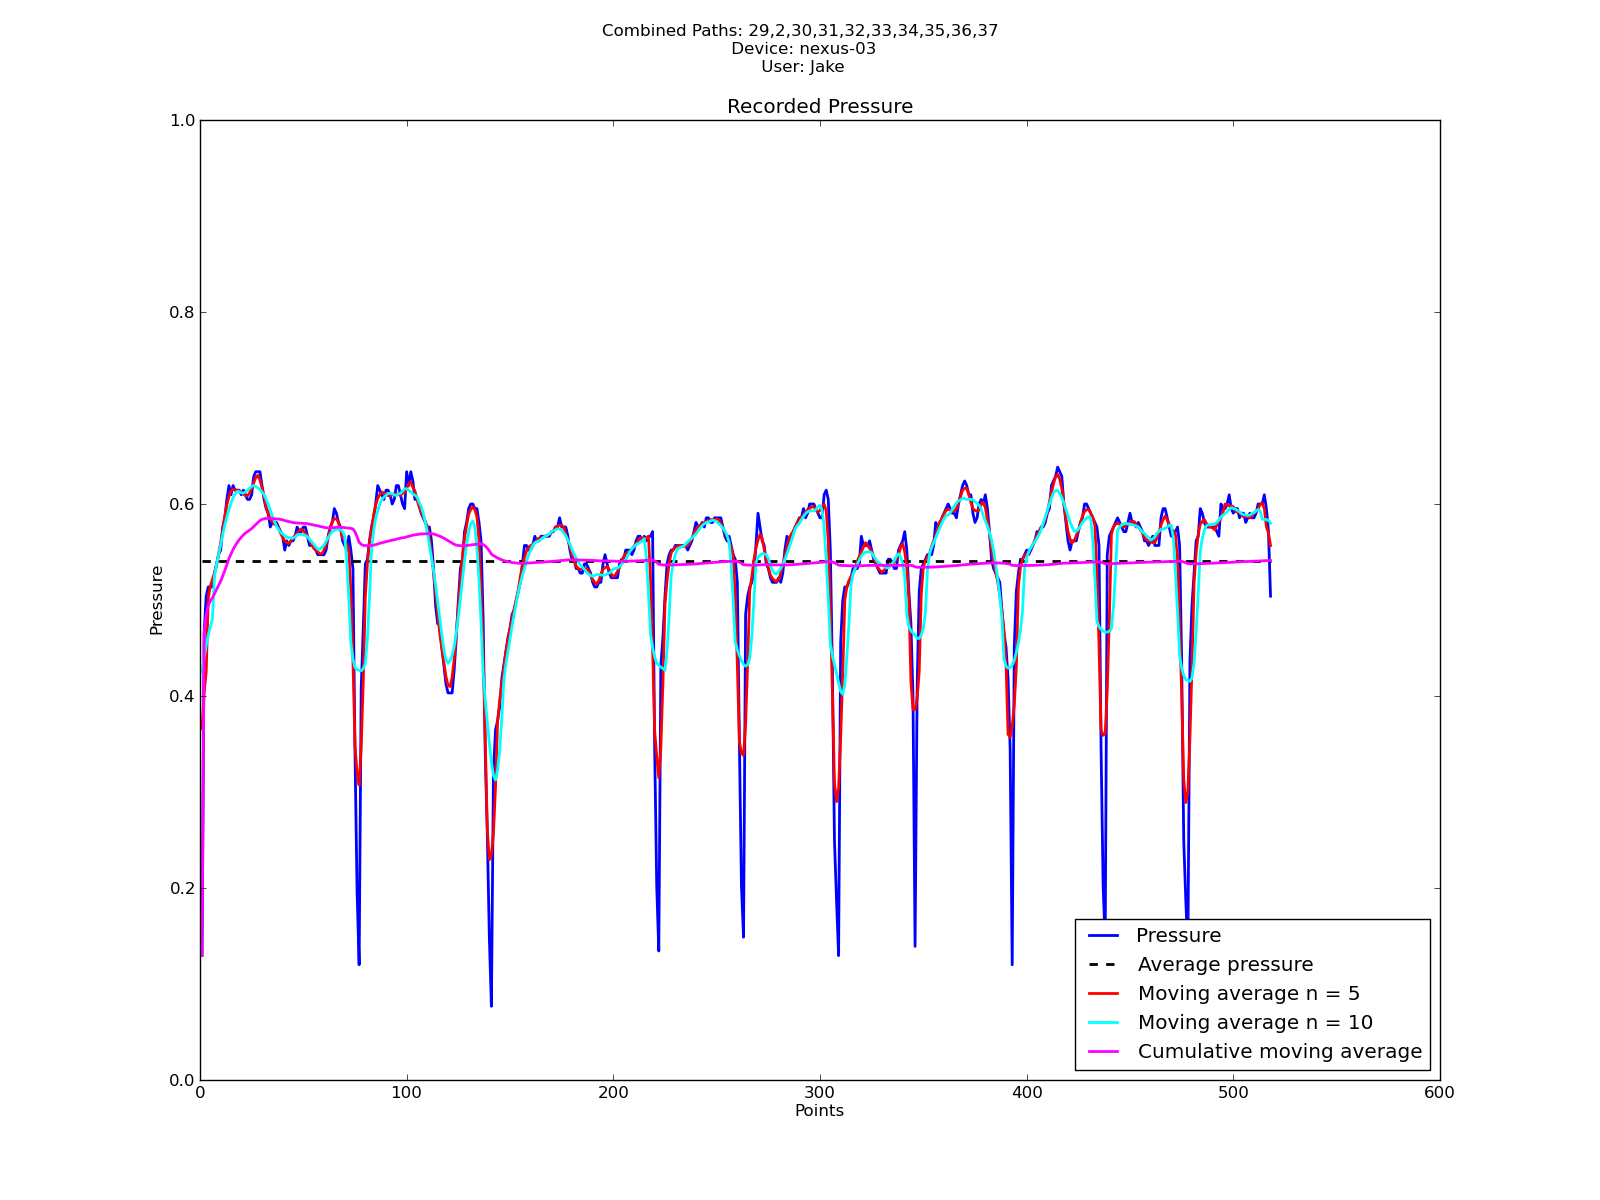 Combined Paths: 29,2,30,31,32,33,34,35,36,37
Device: nexus-03
User: Jake
Recorded Pressure
1.0
0.8
0.6
0.4
0.2
0.0
Pressure
0
100
200
300
400
500
600
Points
Pressure
Average pressure
Moving average n = 5
Moving average n = 10
Cumulative moving average